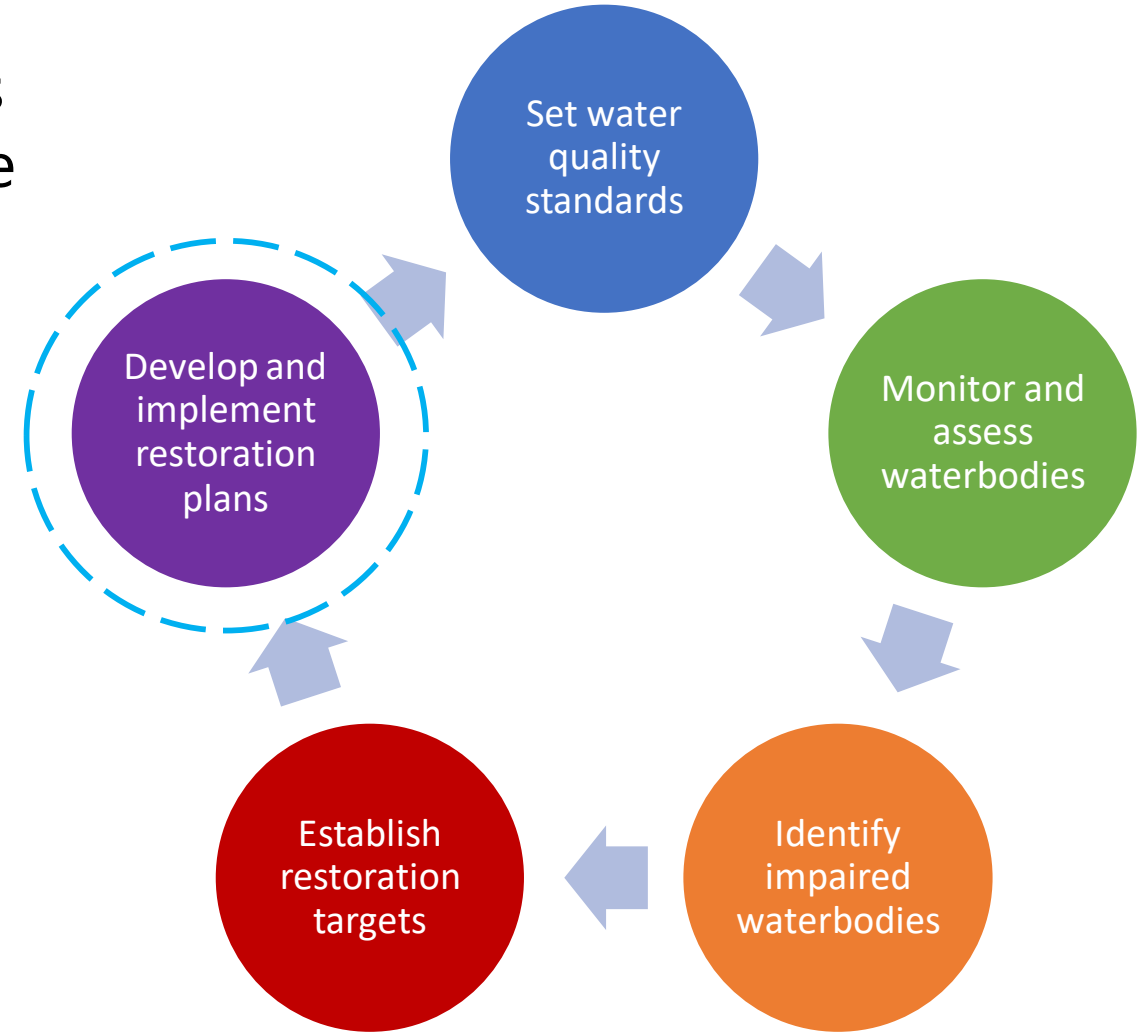 Set water
quality
standards
Monitor and
assess
waterbodies
Identify
impaired
waterbodies
Establish
restoration
targets
Develop and
implement
restoration
plans